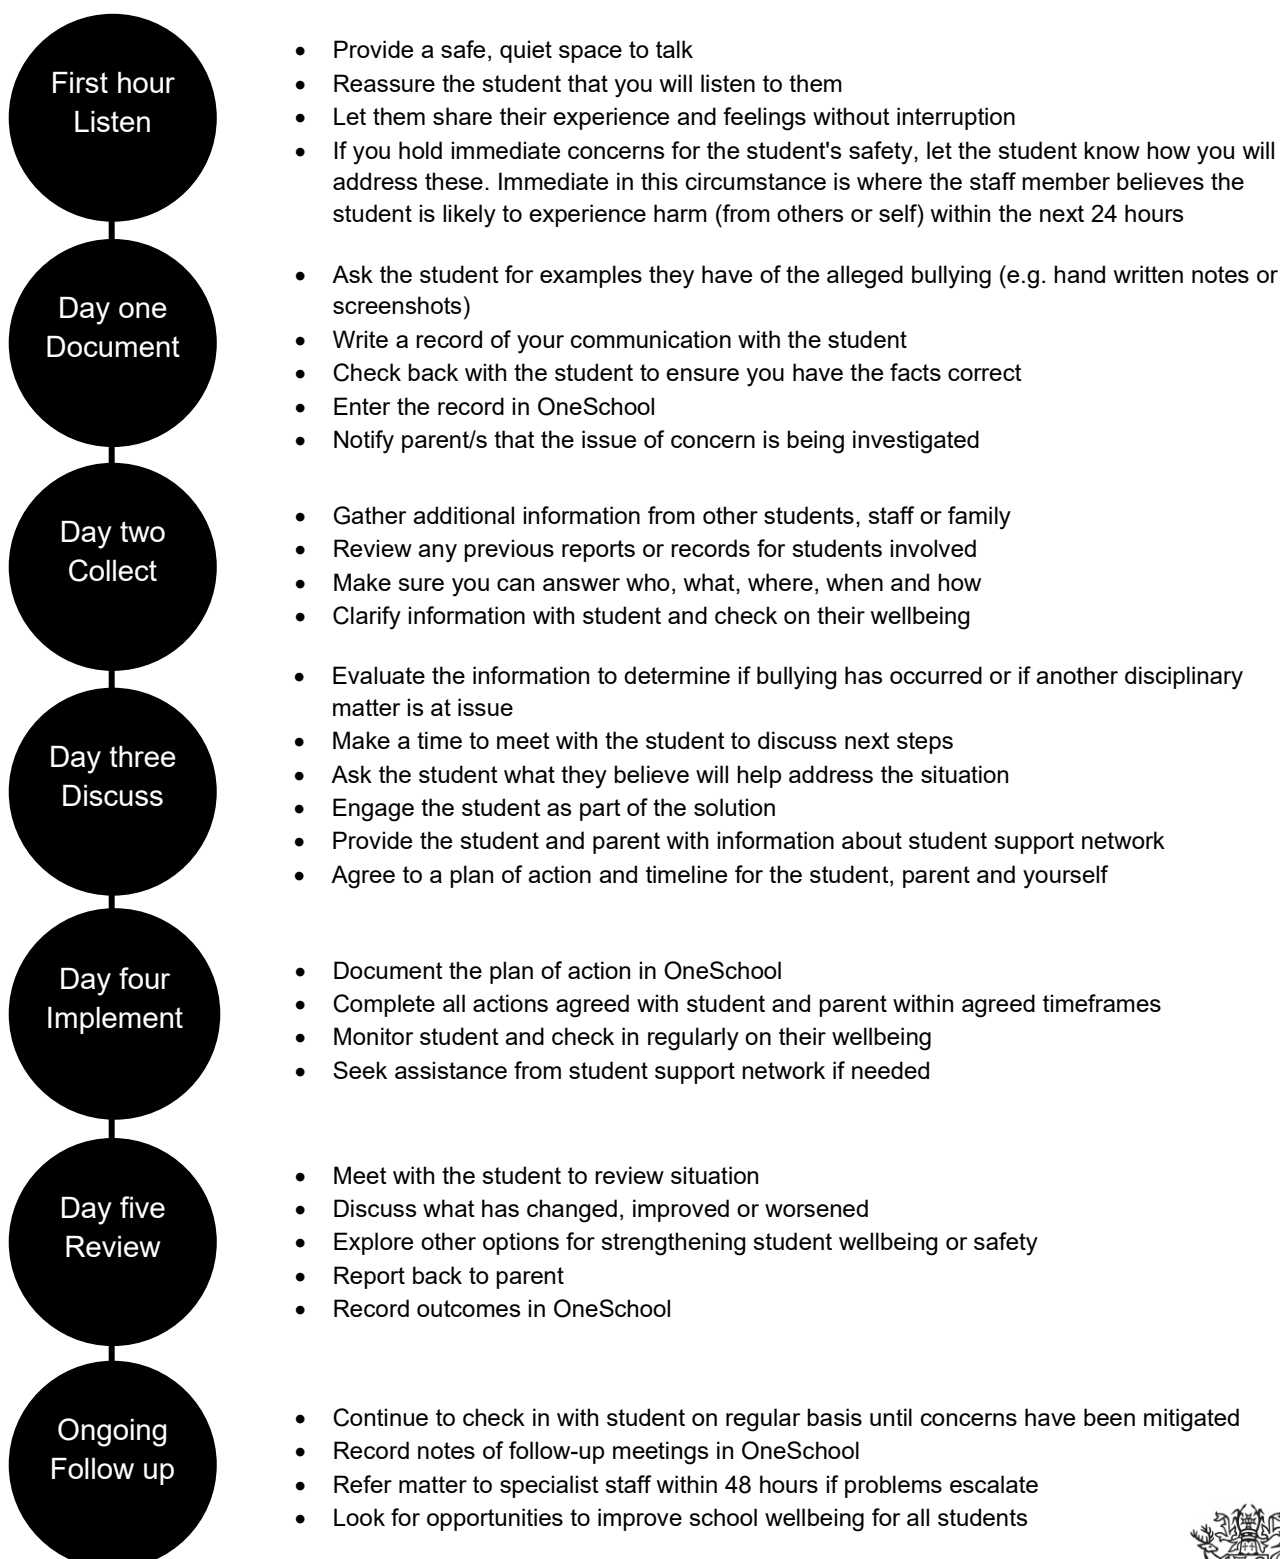 First hour
Listen
• Provide a safe, quiet space to talk
• Reassure the student that you will listen to them
• Let them share their experience and feelings without interruption
• If you hold immediate concerns for the student's safety, let the student know how you will
address these. Immediate in this circumstance is where the staff member believes the
student is likely to experience harm (from others or self) within the next 24 hours
Day one
Document
• Ask the student for examples they have of the alleged bullying (e.g. hand written notes or
screenshots)
• Write a record of your communication with the student
• Check back with the student to ensure you have the facts correct
• Enter the record in OneSchool
• Notify parent/s that the issue of concern is being investigated
Day two
Collect
• Gather additional information from other students, staff or family
• Review any previous reports or records for students involved
• Make sure you can answer who, what, where, when and how
• Clarify information with student and check on their wellbeing
Day three
Discuss
• Evaluate the information to determine if bullying has occurred or if another disciplinary
matter is at issue
• Make a time to meet with the student to discuss next steps
• Ask the student what they believe will help address the situation
• Engage the student as part of the solution
• Provide the student and parent with information about student support network
• Agree to a plan of action and timeline for the student, parent and yourself
Day four
Implement
• Document the plan of action in OneSchool
• Complete all actions agreed with student and parent within agreed timeframes
• Monitor student and check in regularly on their wellbeing
• Seek assistance from student support network if needed
Day five
Review
• Meet with the student to review situation
• Discuss what has changed, improved or worsened
• Explore other options for strengthening student wellbeing or safety
• Report back to parent
• Record outcomes in OneSchool
Ongoing
Follow up
• Continue to check in with student on regular basis until concerns have been mitigated
• Record notes of follow-up meetings in OneSchool
• Refer matter to specialist staff within 48 hours if problems escalate
• Look for opportunities to improve school wellbeing for all students